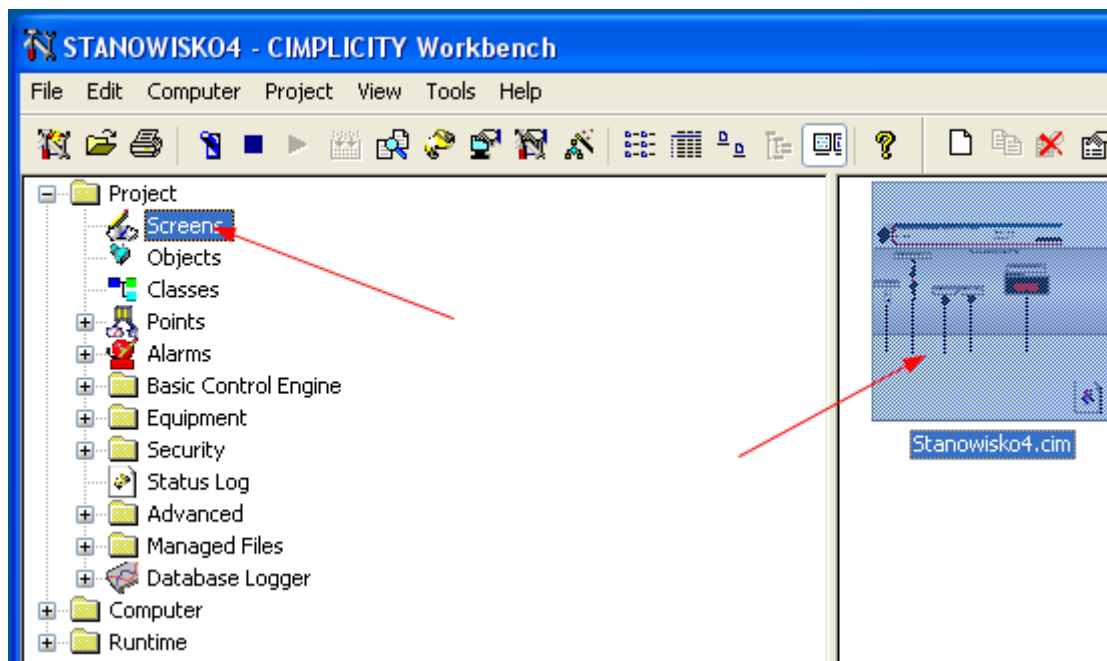 STANOWISKO4 - CIMPLICITY Workbench
File Edit Computer Project View Tools Help
Project
Screens
Objects
Classes
Points
Alarms
Basic Control Engine
Equipment
Security
Status Log
Advanced
Managed Files
Database Logger
Computer
Runtime
Stanowisko4.cim